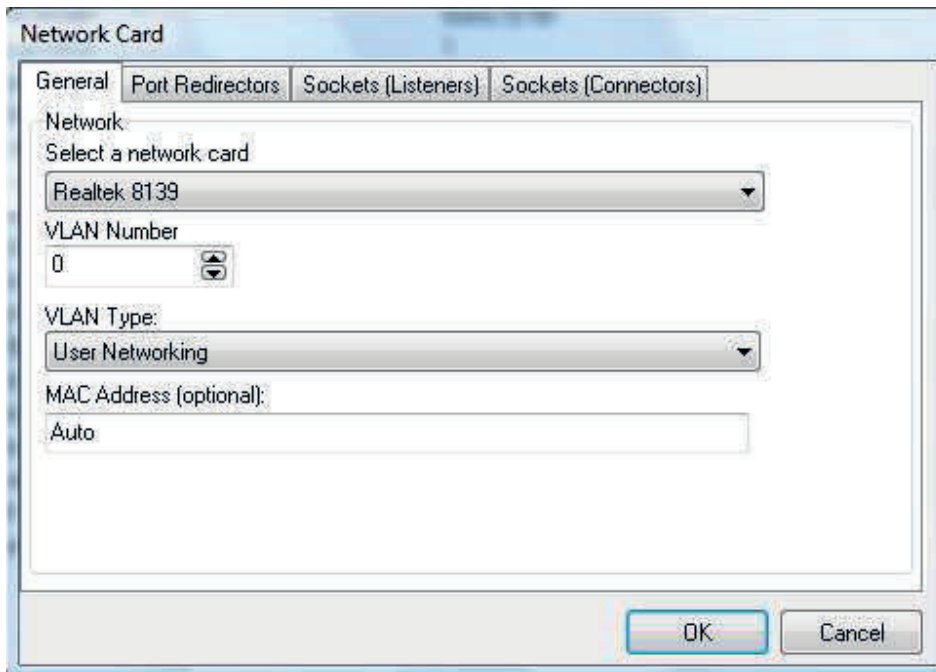 Network Card
General Port Redirectors Sockets (Listeners) Sockets (Connectors)
Network
Select a network card
Realtek 8139
VLAN Number
0
VLAN Type:
User Networking
MAC Address (optional):
Auto
OK Cancel